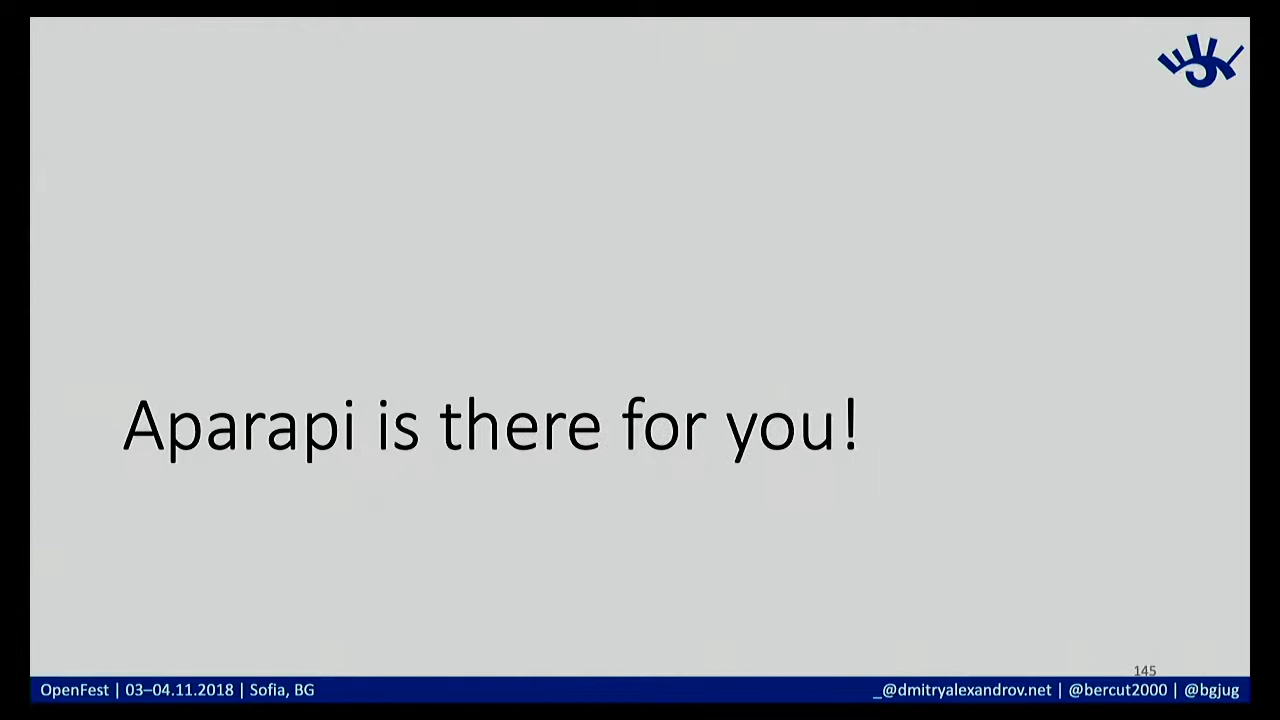 Aparapi is there for you!
145
OpenFest | 03–04.11.2018 | Sofia, BG
_@dmitryalexandrov.net | @bercut2000 | @bgjug